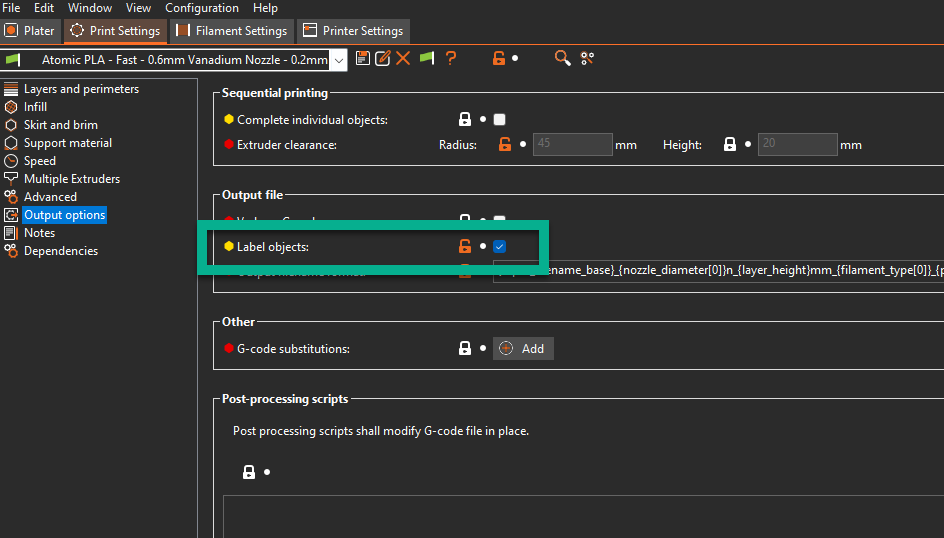 File Edit Window View Configuration Help
Plater Print Settings Filament Settings Printer Settings
Atomic PLA - Fast - 0.6mm Vanadium Nozzle - 0.2mm
?
Layers and perimeters
Infill
Skirt and brim
Support material
Speed
Multiple Extruders
Advanced
Output options
Notes
Dependencies
Sequential printing
Complete individual objects:
Extruder clearance: Radius: 45 mm Height: 20 mm
Output file
Label objects:
ename_base}_{nozzle_diameter[0]}n_{layer_height}mm_{filament_type[0]}_{p
Other
G-code substitutions: Add
Post-processing scripts
Post processing scripts shall modify G-code file in place.